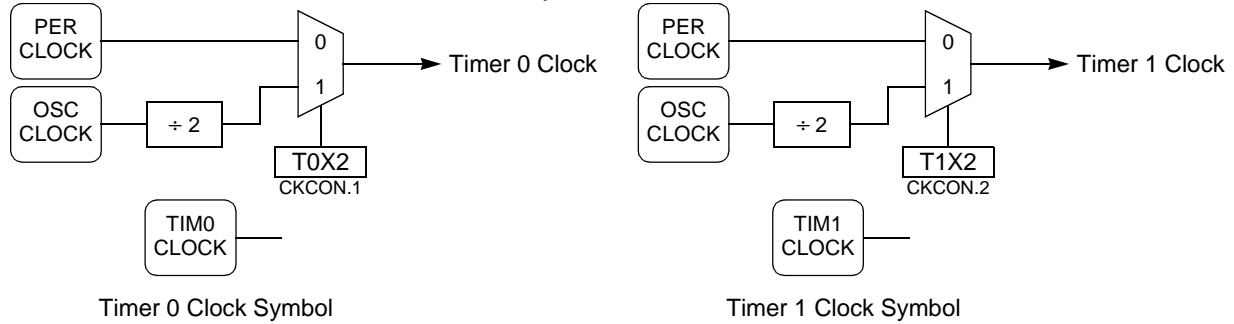 PER
CLOCK
0
Timer 0 Clock
1
OSC
CLOCK
÷ 2
T0X2
CKCON.1
TIM0
CLOCK
Timer 0 Clock Symbol
PER
CLOCK
0
Timer 1 Clock
1
OSC
CLOCK
÷ 2
T1X2
CKCON.2
TIM1
CLOCK
Timer 1 Clock Symbol